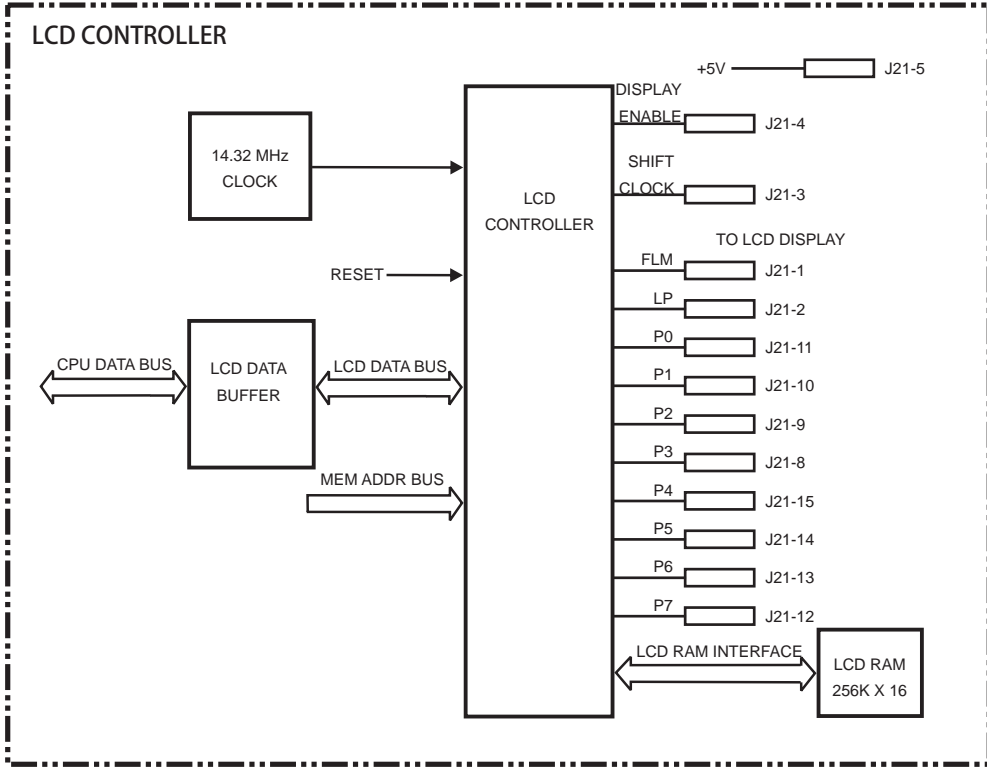 LCD CONTROLLER
+5V
J21-5
DISPLAY
ENABLE
J21-4
14.32 MHz
CLOCK
SHIFT
CLOCK
J21-3
LCD
CONTROLLER
TO LCD DISPLAY
FLM
J21-1
RESET
LP
J21-2
P0
J21-11
CPU DATA BUS
LCD DATA
BUFFER
LCD DATA BUS
P1
J21-10
P2
J21-9
P3
J21-8
MEM ADDR BUS
P4
J21-15
P5
J21-14
P6
J21-13
P7
J21-12
LCD RAM INTERFACE
LCD RAM
256K X 16